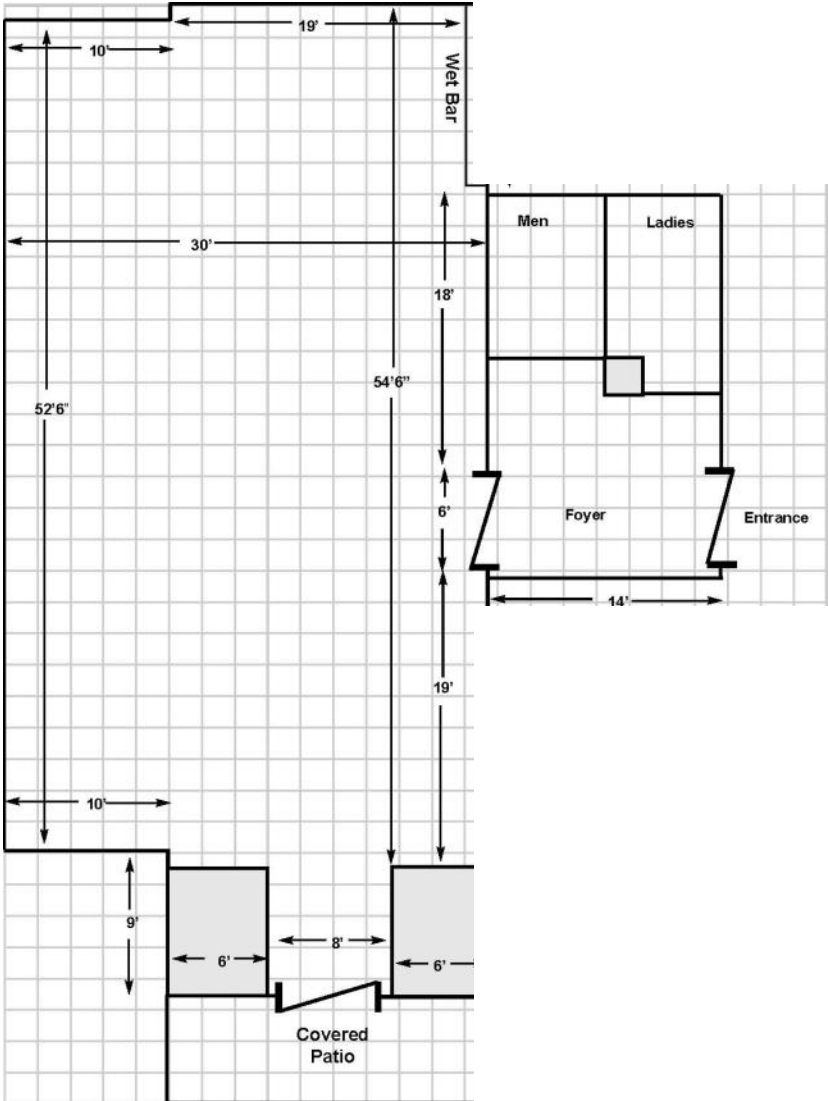 19'
10'
Wet Bar
Men
Ladies
30'
18'
54'6"
52'6"
6'
Foyer
Entrance
14'
19'
10'
9'
8'
6'
6'
Covered
Patio